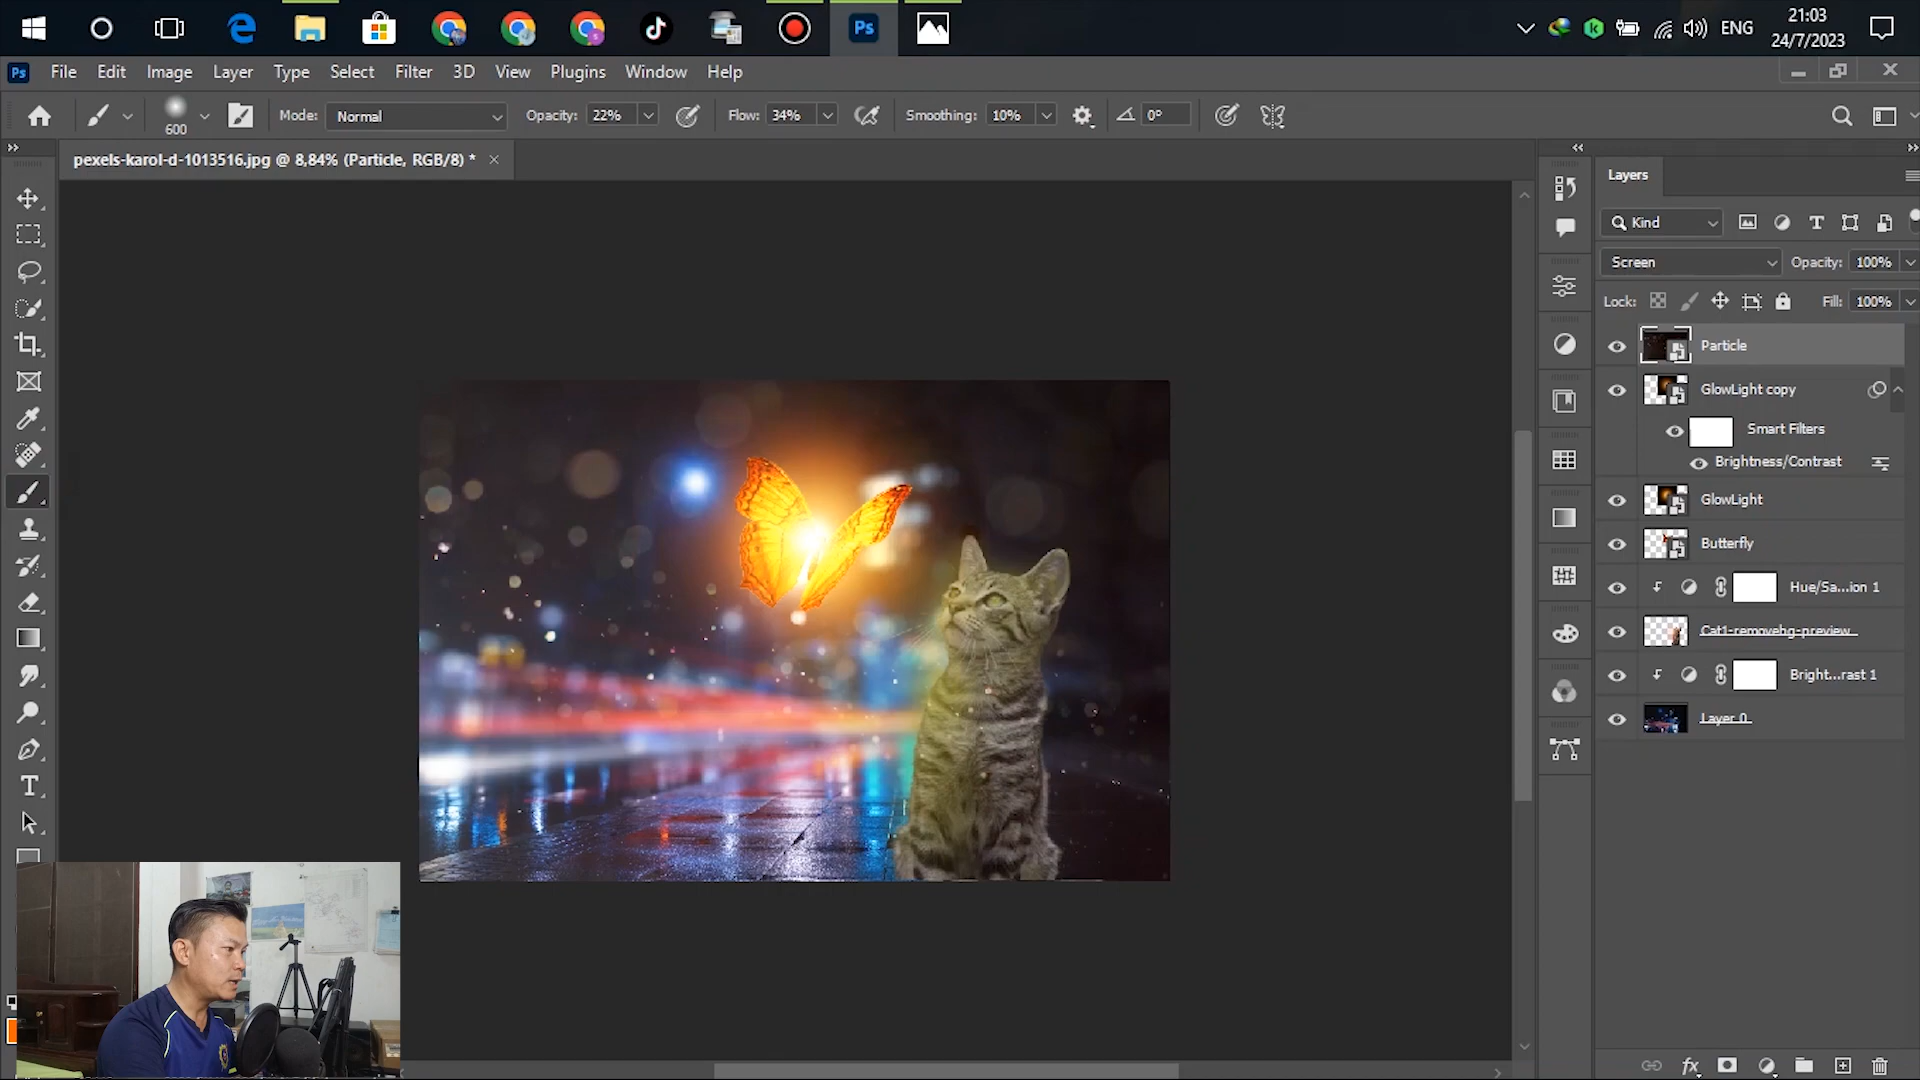 Ps
ENG
21:03
24/7/2023
Ps File Edit Image Layer Type Select Filter 3D View Plugins Window Help
600
Mode: Normal
Opacity: 22%
Flow: 34%
Smoothing: 10%
0°
pexels-karol-d-1013516.jpg @ 8,84% (Particle, RGB/8) *
Layers
Kind
Screen
Opacity: 100%
Lock:
Fill: 100%
Particle
GlowLight copy
Smart Filters
Brightness/Contrast
GlowLight
Butterfly
Hue/Sa...ion 1
Cat1-removebg-preview
Bright...rast 1
Layer 0
fx